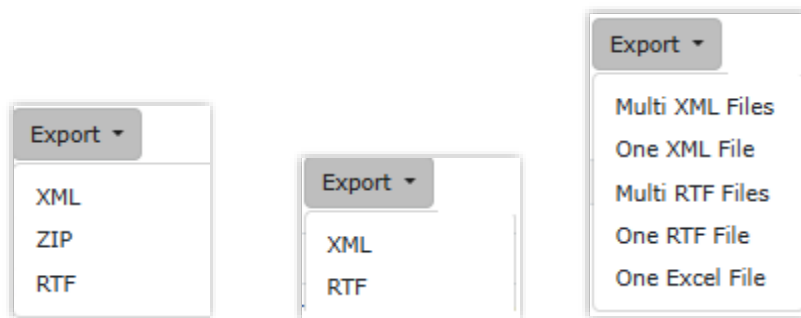 Export
XML
ZIP
RTF
Export
XML
RTF
Export
Multi XML Files
One XML File
Multi RTF Files
One RTF File
One Excel File